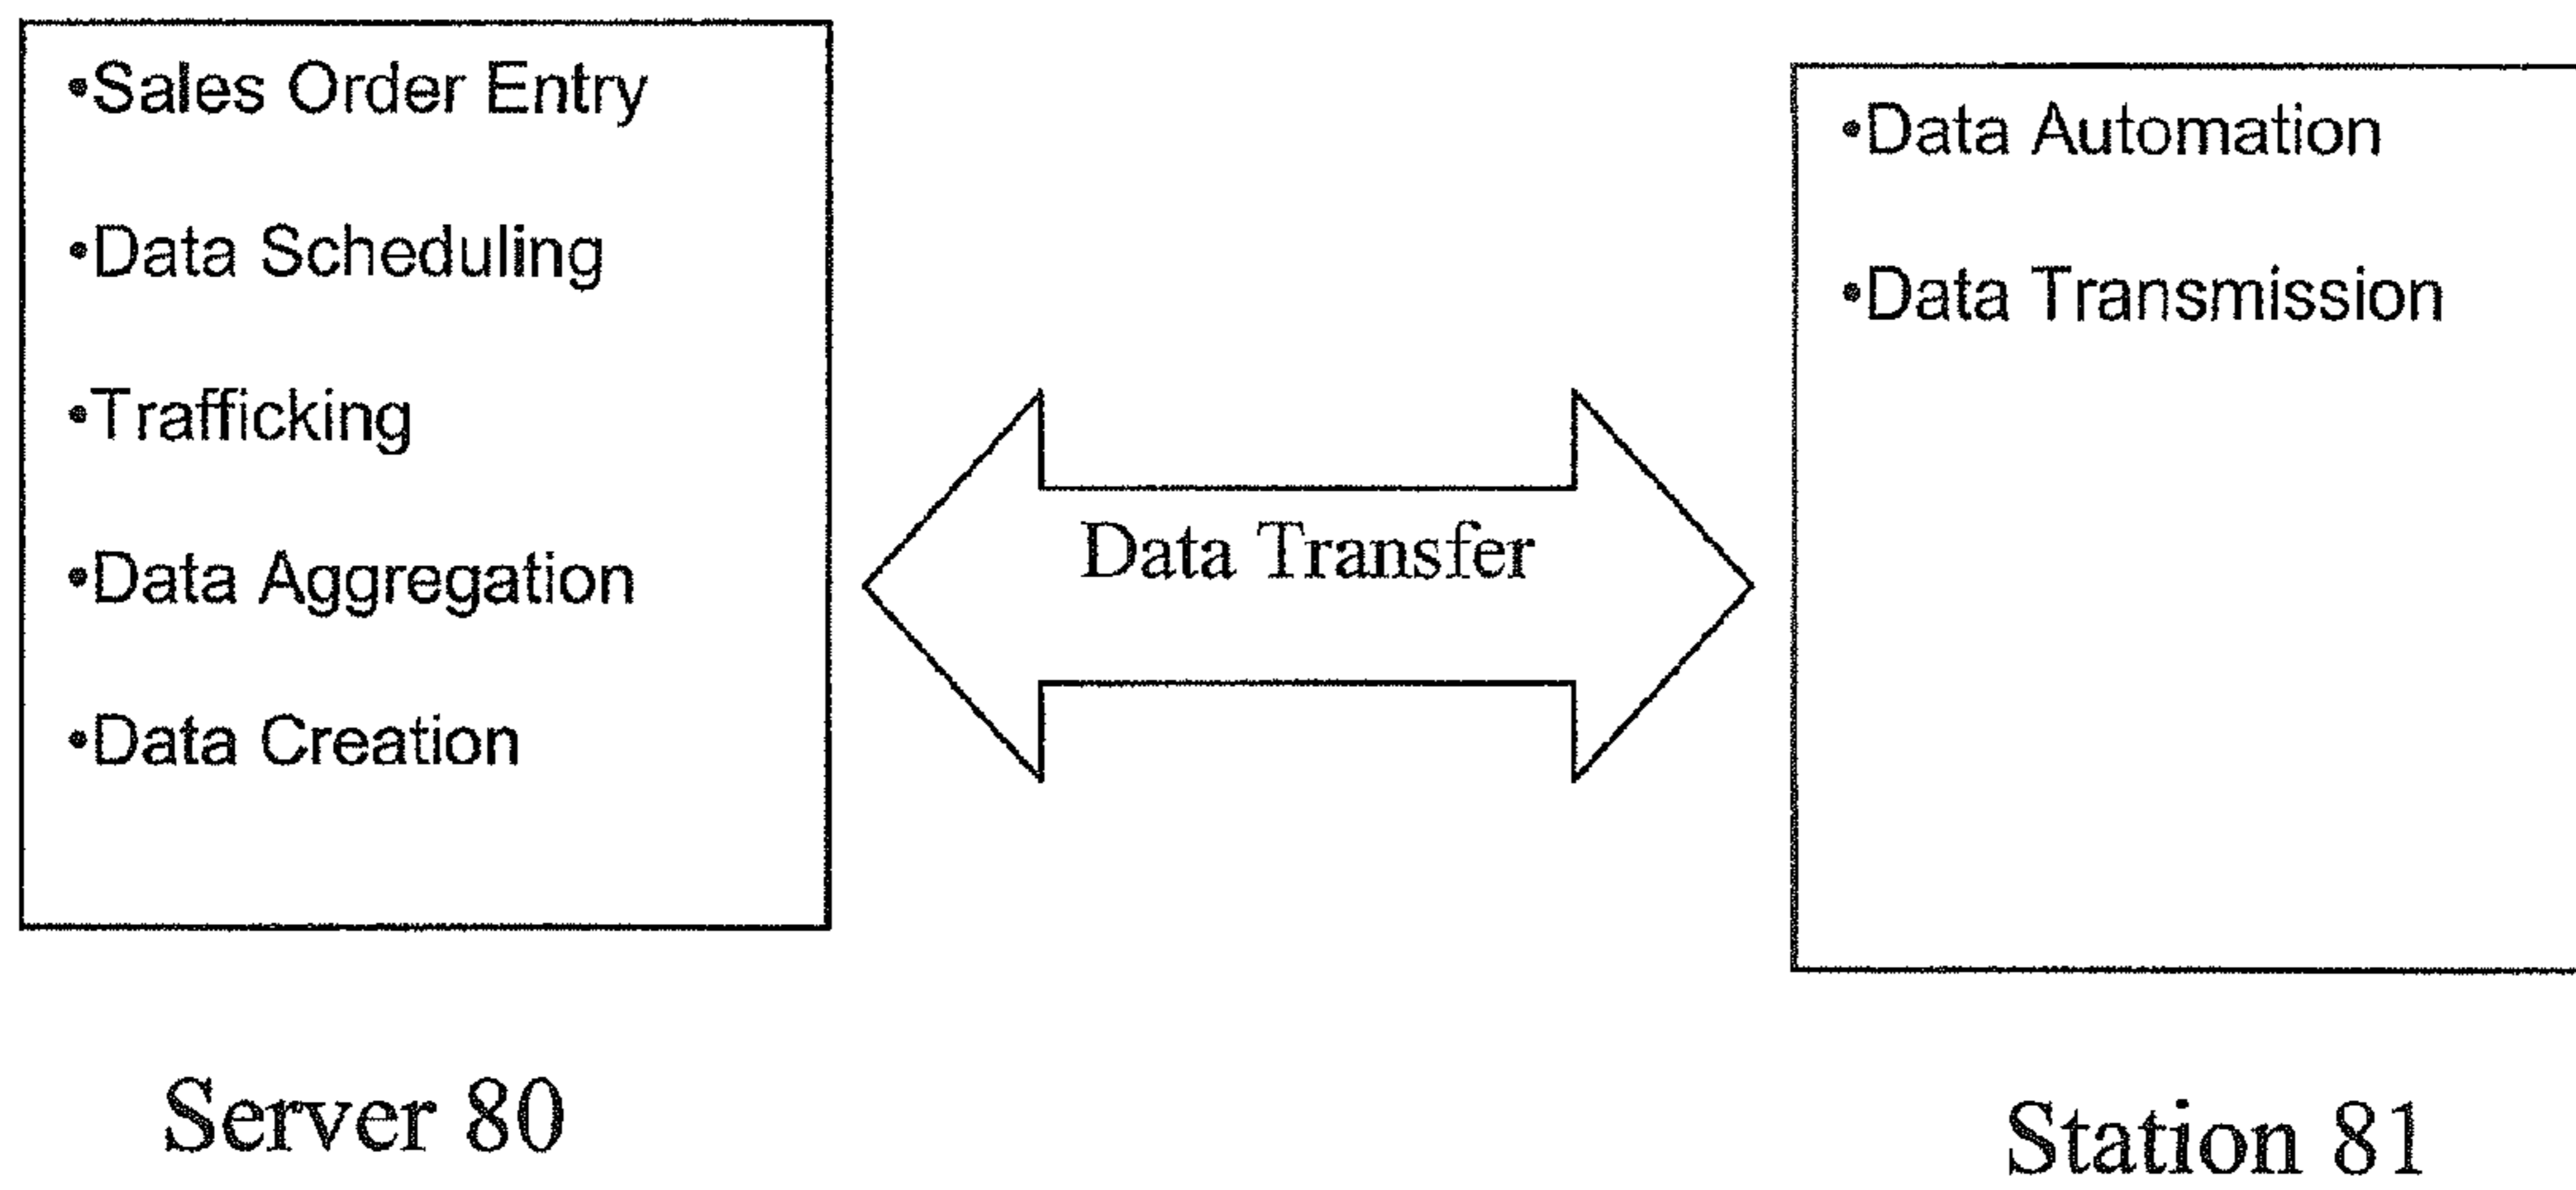 •Sales Order Entry
•Data Scheduling
•Trafficking
•Data Aggregation
•Data Creation
Data Transfer
•Data Automation
•Data Transmission
Server 80
Station 81